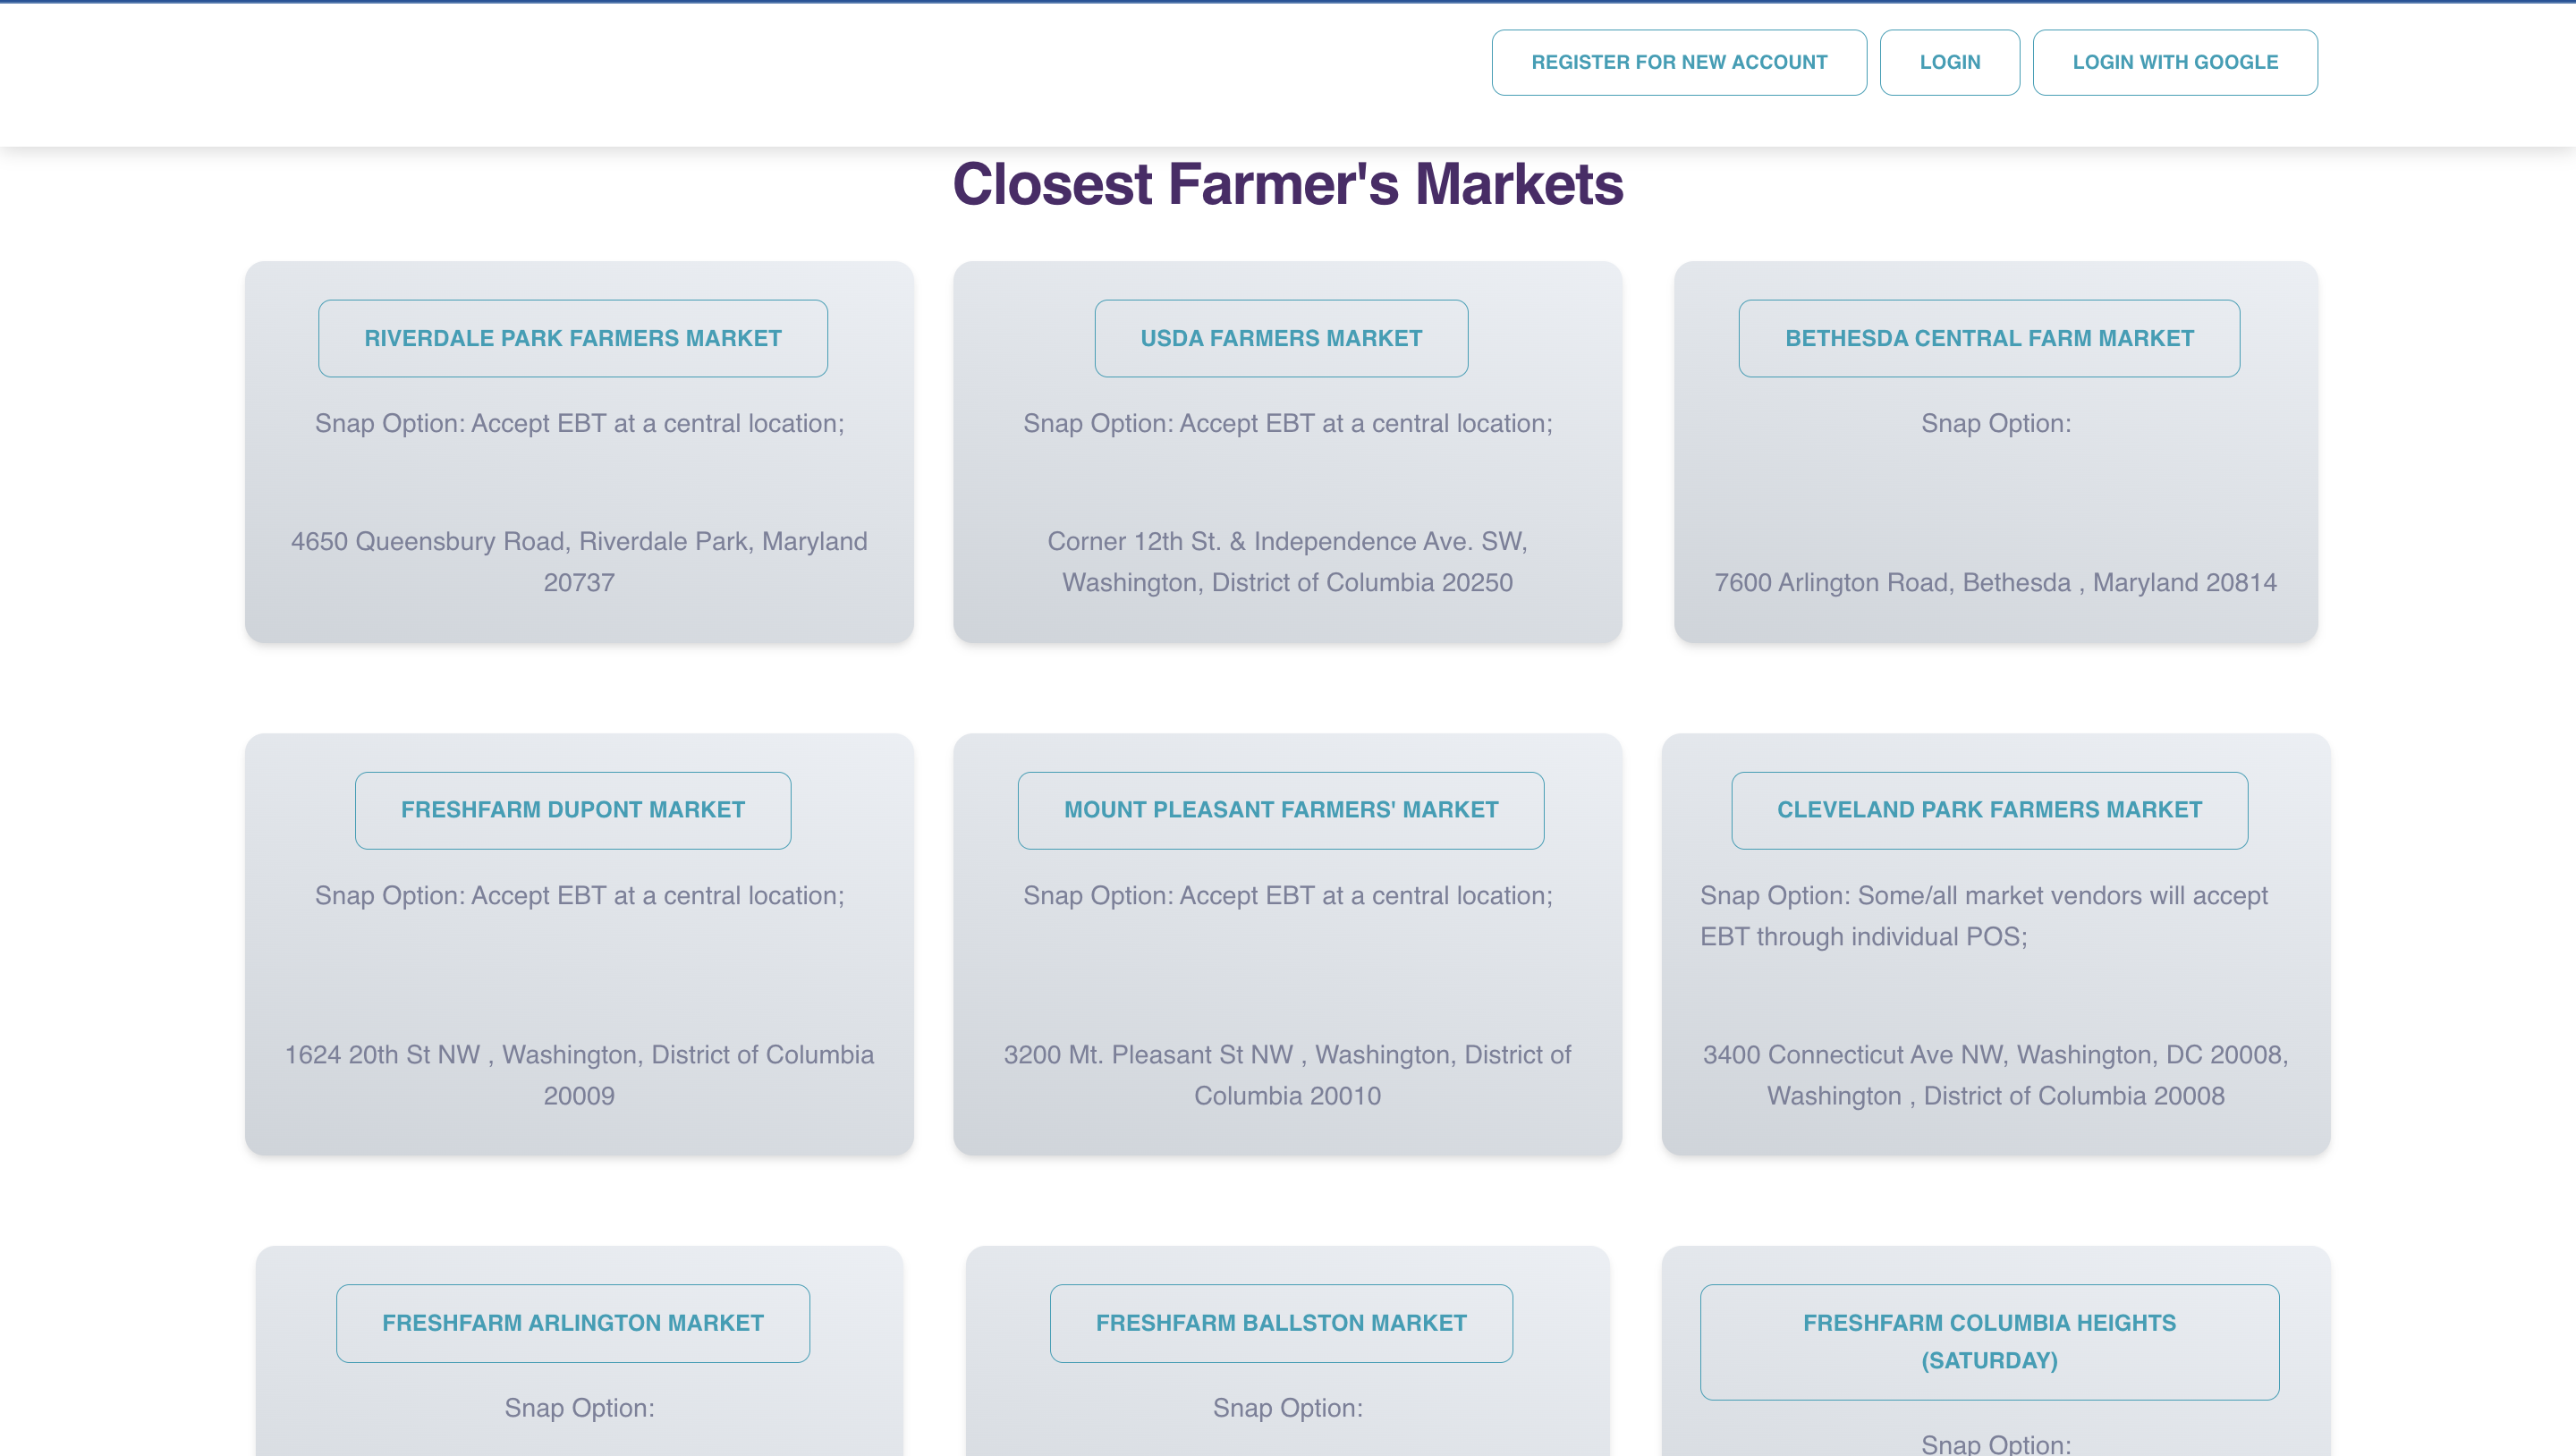 REGISTER FOR NEW ACCOUNT
LOGIN
LOGIN WITH GOOGLE
Closest Farmer's Markets
RIVERDALE PARK FARMERS MARKET
Snap Option: Accept EBT at a central location;
4650 Queensbury Road, Riverdale Park, Maryland
20737
USDA FARMERS MARKET
Snap Option: Accept EBT at a central location;
Corner 12th St. & Independence Ave. SW,
Washington, District of Columbia 20250
BETHESDA CENTRAL FARM MARKET
Snap Option:
7600 Arlington Road, Bethesda , Maryland 20814
FRESHFARM DUPONT MARKET
Snap Option: Accept EBT at a central location;
1624 20th St NW , Washington, District of Columbia
20009
MOUNT PLEASANT FARMERS' MARKET
Snap Option: Accept EBT at a central location;
3200 Mt. Pleasant St NW , Washington, District of
Columbia 20010
CLEVELAND PARK FARMERS MARKET
Snap Option: Some/all market vendors will accept
EBT through individual POS;
3400 Connecticut Ave NW, Washington, DC 20008,
Washington , District of Columbia 20008
FRESHFARM ARLINGTON MARKET
Snap Option:
FRESHFARM BALLSTON MARKET
Snap Option:
FRESHFARM COLUMBIA HEIGHTS
(SATURDAY)
Snap Option: